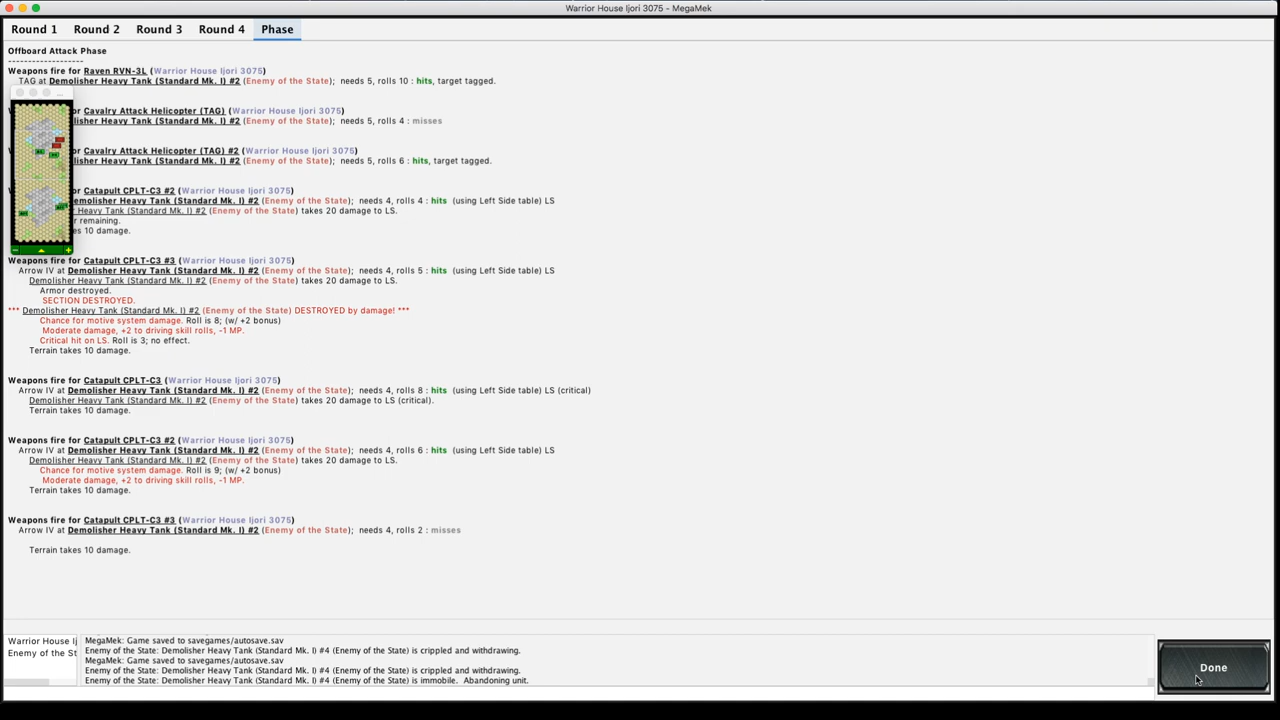 Warrior House Ijori 3075 - MegaMek
Round 1 Round 2 Round 3 Round 4 Phase
Offboard Attack Phase
--------------------
Weapons fire for Raven RVN-3L (Warrior House Ijori 3075)
TAG at Demolisher Heavy Tank (Standard Mk. I) #2 (Enemy of the State); needs 5, rolls 10 : hits, target tagged.
...
Cavalry Attack Helicopter (TAG) (Warrior House Ijori 3075)
Heavy Tank (Standard Mk. I) #2 (Enemy of the State); needs 5, rolls 4 : misses
Cavalry Attack Helicopter (TAG) #2 (Warrior House Ijori 3075)
Heavy Tank (Standard Mk. I) #2 (Enemy of the State); needs 5, rolls 6 : hits, target tagged.
Catapult CPLT-C3 #2 (Warrior House Ijori 3075)
Heavy Tank (Standard Mk. I) #2 (Enemy of the State); needs 4, rolls 4 : hits (using Left Side table) LS
Heavy Tank (Standard Mk. I) #2 (Enemy of the State) takes 20 damage to LS.
remaining.
10 damage.
Weapons fire for Catapult CPLT-C3 #3 (Warrior House Ijori 3075)
Arrow IV at Demolisher Heavy Tank (Standard Mk. I) #2 (Enemy of the State); needs 4, rolls 5 : hits (using Left Side table) LS
Demolisher Heavy Tank (Standard Mk. I) #2 (Enemy of the State) takes 20 damage to LS.
Armor destroyed.
SECTION DESTROYED.
*** Demolisher Heavy Tank (Standard Mk. I) #2 (Enemy of the State) DESTROYED by damage! ***
Chance for motive system damage. Roll is 8; (w/ +2 bonus)
Moderate damage, +2 to driving skill rolls, -1 MP.
Critical hit on LS. Roll is 3; no effect.
Terrain takes 10 damage.
Weapons fire for Catapult CPLT-C3 (Warrior House Ijori 3075)
Arrow IV at Demolisher Heavy Tank (Standard Mk. I) #2 (Enemy of the State); needs 4, rolls 8 : hits (using Left Side table) LS (critical)
Demolisher Heavy Tank (Standard Mk. I) #2 (Enemy of the State) takes 20 damage to LS (critical).
Terrain takes 10 damage.
Weapons fire for Catapult CPLT-C3 #2 (Warrior House Ijori 3075)
Arrow IV at Demolisher Heavy Tank (Standard Mk. I) #2 (Enemy of the State); needs 4, rolls 6 : hits (using Left Side table) LS
Demolisher Heavy Tank (Standard Mk. I) #2 (Enemy of the State) takes 20 damage to LS.
Chance for motive system damage. Roll is 9; (w/ +2 bonus)
Moderate damage, +2 to driving skill rolls, -1 MP.
Terrain takes 10 damage.
Weapons fire for Catapult CPLT-C3 #3 (Warrior House Ijori 3075)
Arrow IV at Demolisher Heavy Tank (Standard Mk. I) #2 (Enemy of the State); needs 4, rolls 2 : misses
Terrain takes 10 damage.
Warrior House Ij
Enemy of the St
MegaMek: Game saved to savegames/autosave.sav
Enemy of the State: Demolisher Heavy Tank (Standard Mk. I) #4 (Enemy of the State) is crippled and withdrawing.
MegaMek: Game saved to savegames/autosave.sav
Enemy of the State: Demolisher Heavy Tank (Standard Mk. I) #4 (Enemy of the State) is crippled and withdrawing.
Enemy of the State: Demolisher Heavy Tank (Standard Mk. I) #4 (Enemy of the State) is immobile. Abandoning unit.
Done